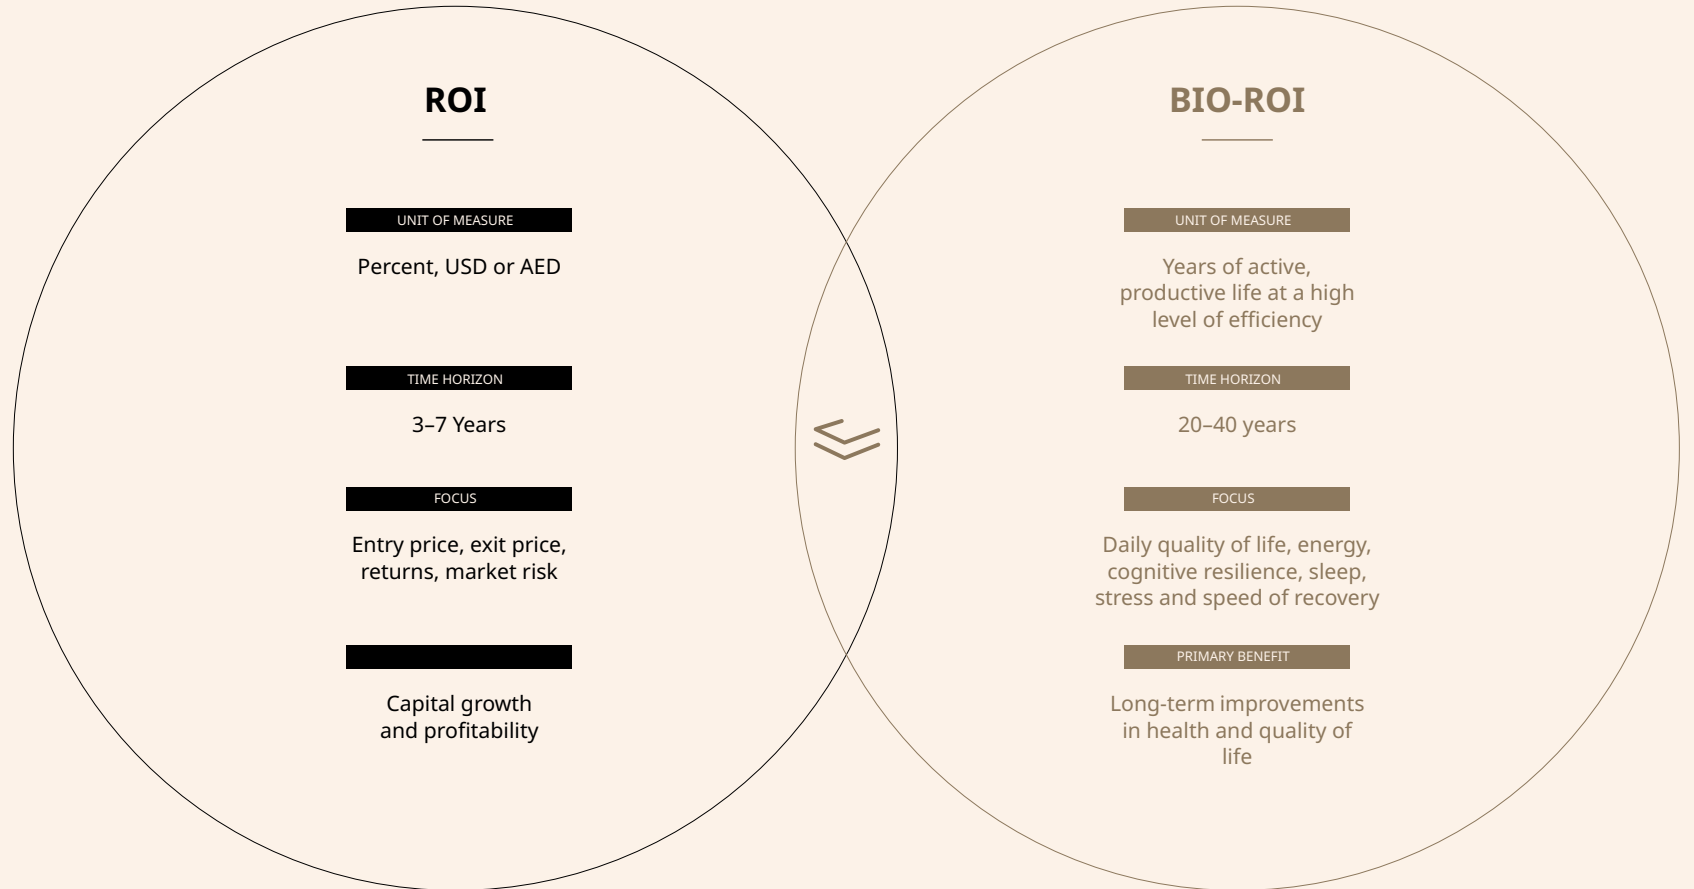 ROI
UNIT OF MEASURE
Percent, USD or AED
TIME HORIZON
3–7 Years
FOCUS
Entry price, exit price,
returns, market risk
Capital growth
and profitability
BIO-ROI
UNIT OF MEASURE
Years of active,
productive life at a high
level of efficiency
TIME HORIZON
20–40 years
FOCUS
Daily quality of life, energy,
cognitive resilience, sleep,
stress and speed of recovery
PRIMARY BENEFIT
Long-term improvements
in health and quality of
life